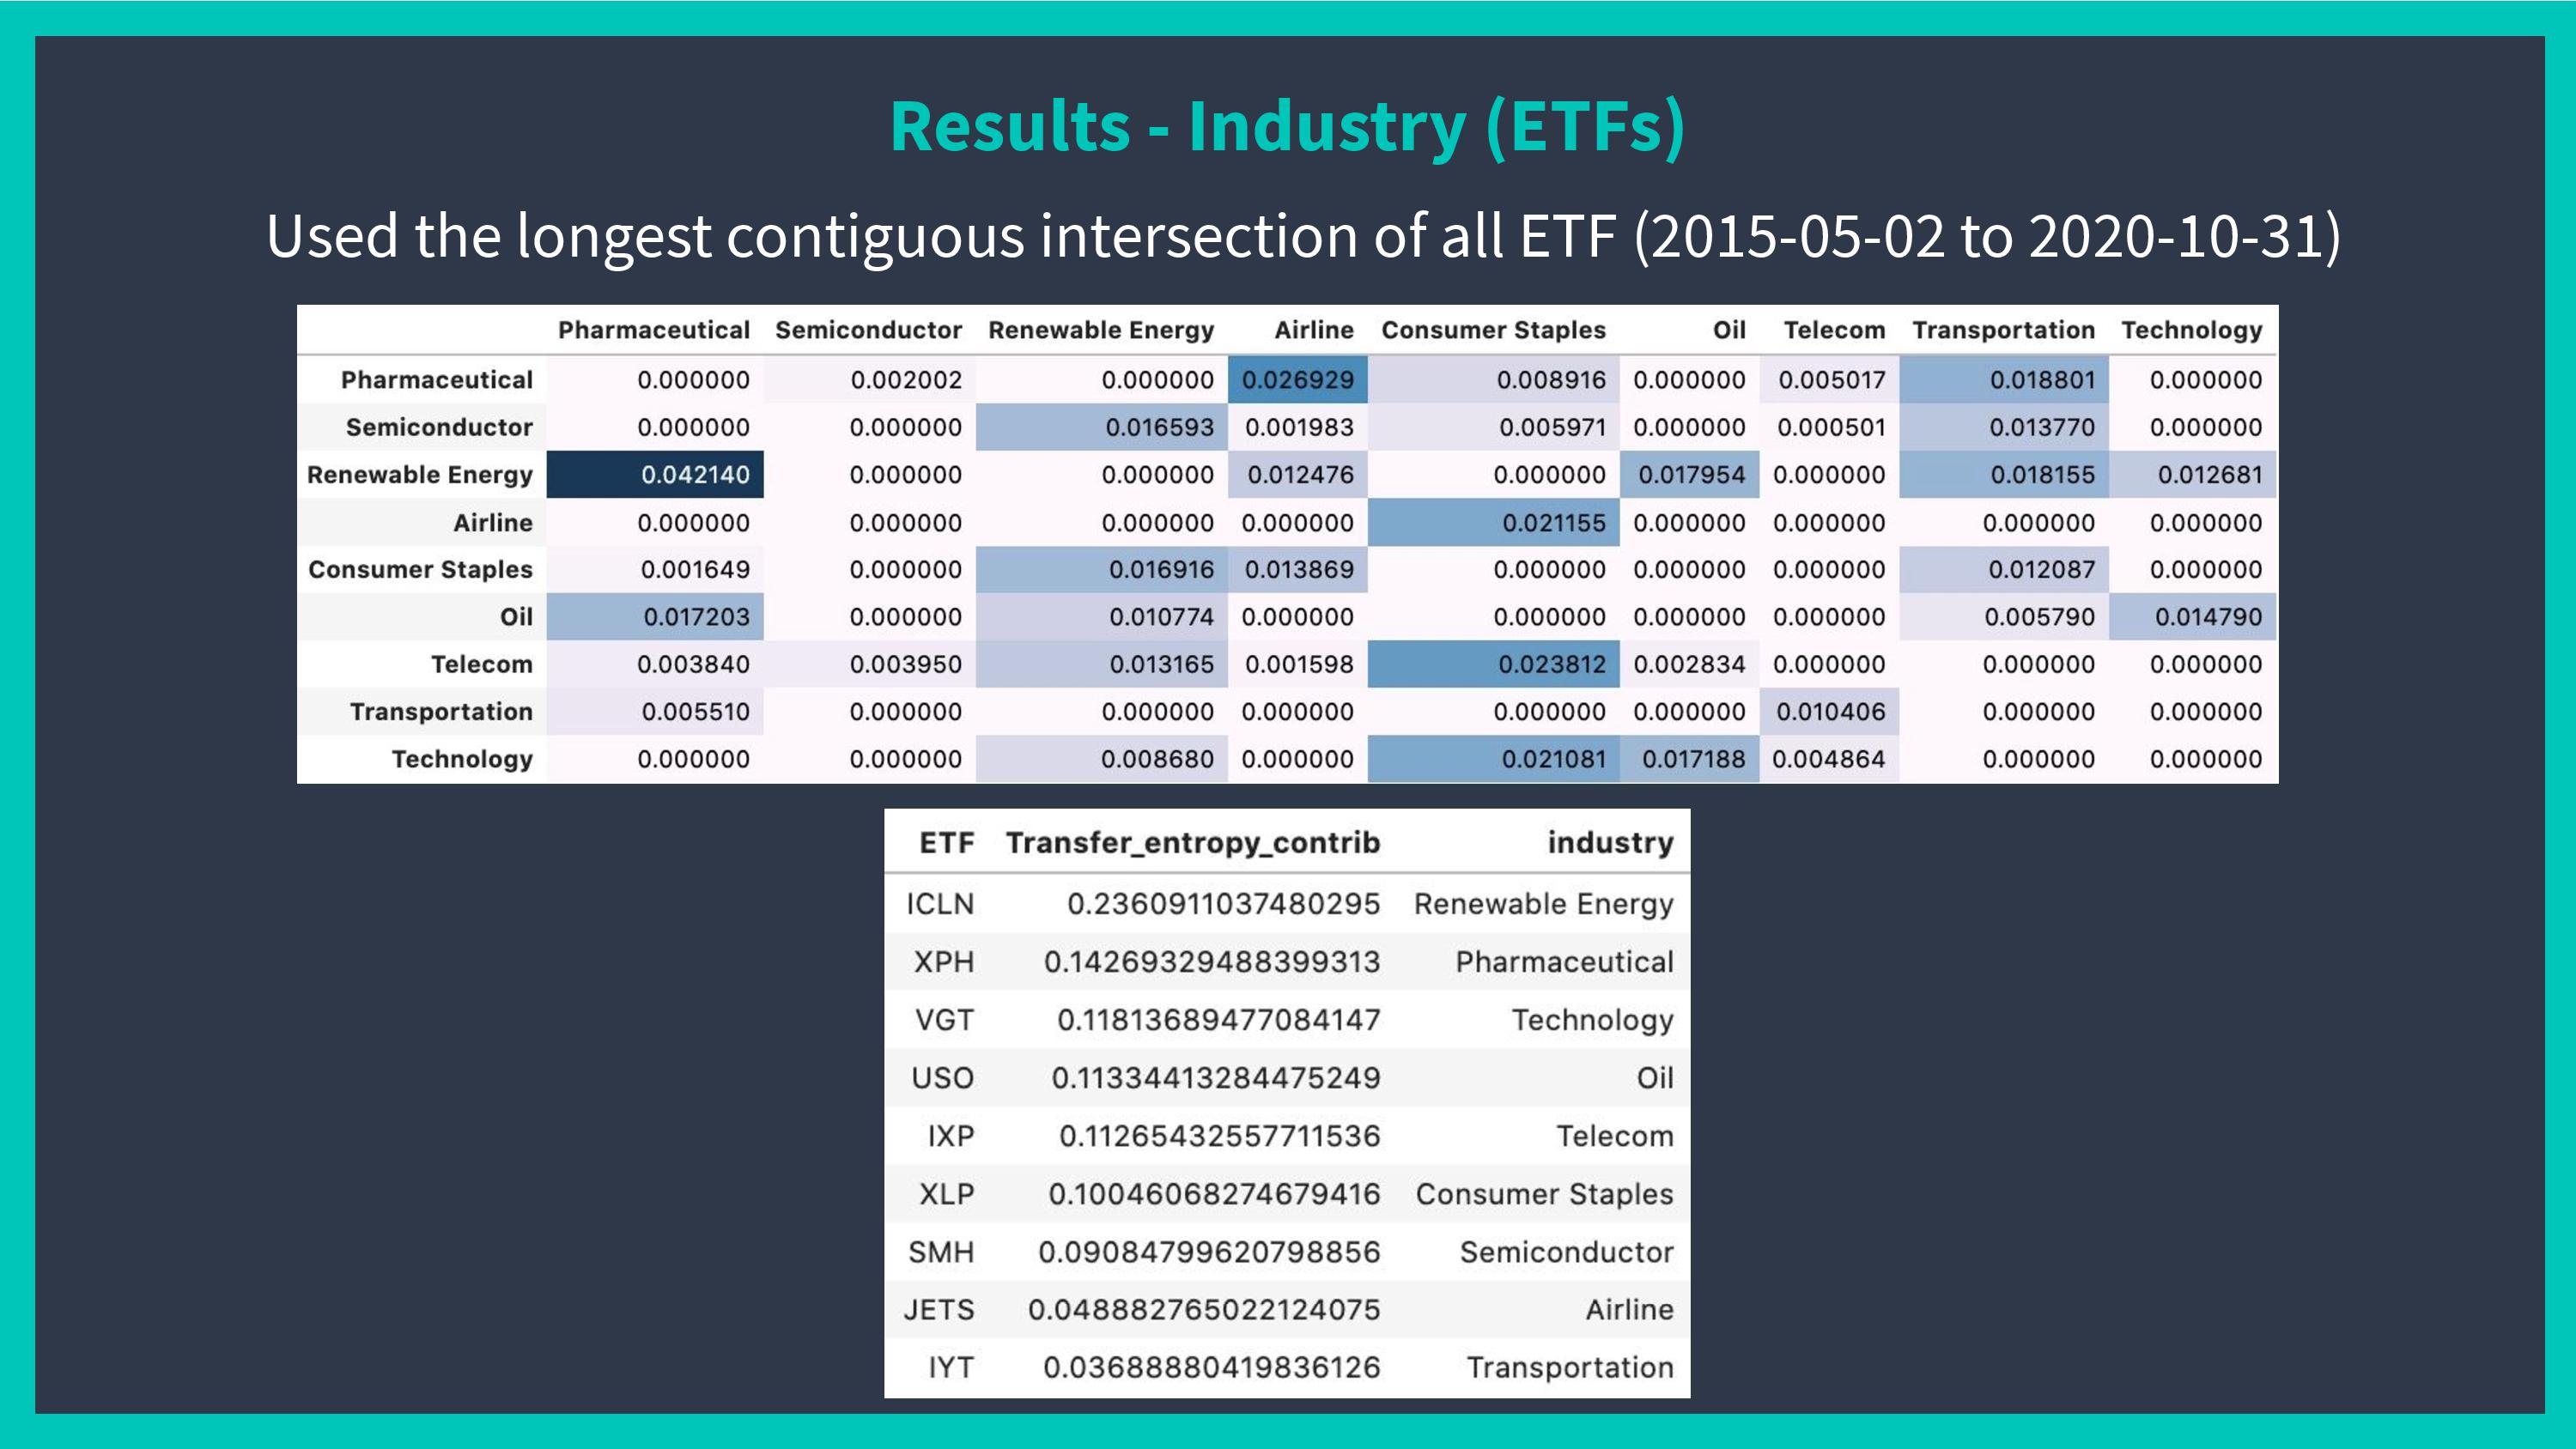 Results - Industry (ETFs)
Used the longest contiguous intersection of all ETF (2015-05-02 to 2020-10-31)
Pharmaceutical Semiconductor Renewable Energy Airline Consumer Staples Oil Telecom Transportation Technology
Pharmaceutical 0.000000 0.002002 0.000000 0.026929 0.008916 0.000000 0.005017 0.018801 0.000000
Semiconductor 0.000000 0.000000 0.016593 0.001983 0.005971 0.000000 0.000501 0.013770 0.000000
Renewable Energy 0.042140 0.000000 0.000000 0.012476 0.000000 0.017954 0.000000 0.018155 0.012681
Airline 0.000000 0.000000 0.000000 0.000000 0.021155 0.000000 0.000000 0.000000 0.000000
Consumer Staples 0.001649 0.000000 0.016916 0.013869 0.000000 0.000000 0.000000 0.012087 0.000000
Oil 0.017203 0.000000 0.010774 0.000000 0.000000 0.000000 0.000000 0.005790 0.014790
Telecom 0.003840 0.003950 0.013165 0.001598 0.023812 0.002834 0.000000 0.000000 0.000000
Transportation 0.005510 0.000000 0.000000 0.000000 0.000000 0.000000 0.010406 0.000000 0.000000
Technology 0.000000 0.000000 0.008680 0.000000 0.021081 0.017188 0.004864 0.000000 0.000000
ETF Transfer_entropy_contrib industry
ICLN 0.2360911037480295 Renewable Energy
XPH 0.14269329488399313 Pharmaceutical
VGT 0.11813689477084147 Technology
USO 0.11334413284475249 Oil
IXP 0.11265432557711536 Telecom
XLP 0.10046068274679416 Consumer Staples
SMH 0.09084799620798856 Semiconductor
JETS 0.048882765022124075 Airline
IYT 0.03688880419836126 Transportation